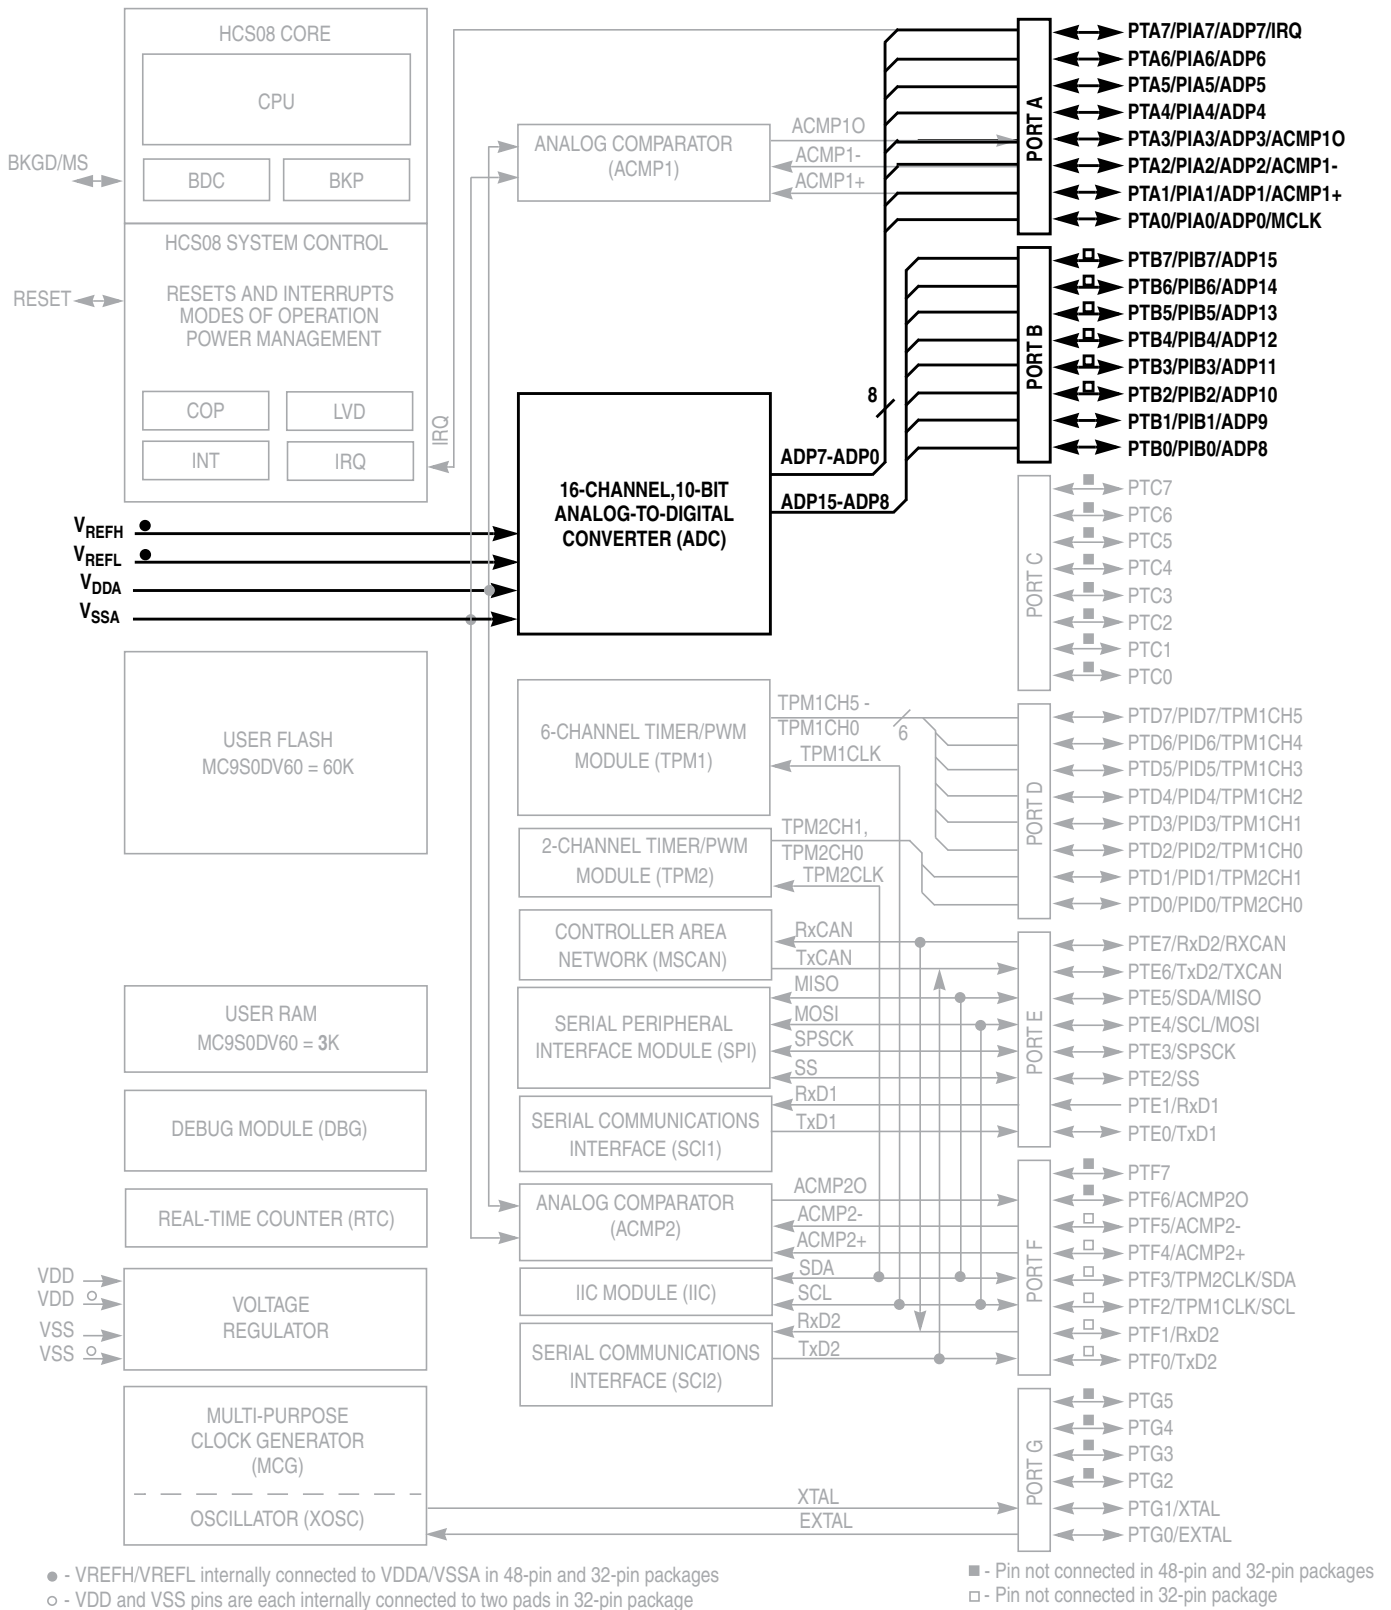 HCS08 CORE
CPU
BDC
BKP
BKGD/MS
HCS08 SYSTEM CONTROL
RESETS AND INTERRUPTS
MODES OF OPERATION
POWER MANAGEMENT
RESET
COP
LVD
INT
IRQ
IRQ
VREFH
VREFL
VDDA
VSSA
USER FLASH
MC9S0DV60 = 60K
USER RAM
MC9S0DV60 = 3K
DEBUG MODULE (DBG)
REAL-TIME COUNTER (RTC)
VDD
VDD
VSS
VSS
VOLTAGE
REGULATOR
MULTI-PURPOSE
CLOCK GENERATOR
(MCG)
OSCILLATOR (XOSC)
ANALOG COMPARATOR
(ACMP1)
ACMP1O
ACMP1-
ACMP1+
16-CHANNEL,10-BIT
ANALOG-TO-DIGITAL
CONVERTER (ADC)
8
ADP7-ADP0
ADP15-ADP8
6-CHANNEL TIMER/PWM
MODULE (TPM1)
TPM1CH5 -
TPM1CH0
6
TPM1CLK
2-CHANNEL TIMER/PWM
MODULE (TPM2)
TPM2CH1,
TPM2CH0
TPM2CLK
CONTROLLER AREA
NETWORK (MSCAN)
RxCAN
TxCAN
SERIAL PERIPHERAL
INTERFACE MODULE (SPI)
MISO
MOSI
SPSCK
SS
SERIAL COMMUNICATIONS
INTERFACE (SCI1)
RxD1
TxD1
ANALOG COMPARATOR
(ACMP2)
ACMP2O
ACMP2-
ACMP2+
IIC MODULE (IIC)
SDA
SCL
SERIAL COMMUNICATIONS
INTERFACE (SCI2)
RxD2
TxD2
XTAL
EXTAL
PORT A
PTA7/PIA7/ADP7/IRQ
PTA6/PIA6/ADP6
PTA5/PIA5/ADP5
PTA4/PIA4/ADP4
PTA3/PIA3/ADP3/ACMP1O
PTA2/PIA2/ADP2/ACMP1-
PTA1/PIA1/ADP1/ACMP1+
PTA0/PIA0/ADP0/MCLK
PORT B
PTB7/PIB7/ADP15
PTB6/PIB6/ADP14
PTB5/PIB5/ADP13
PTB4/PIB4/ADP12
PTB3/PIB3/ADP11
PTB2/PIB2/ADP10
PTB1/PIB1/ADP9
PTB0/PIB0/ADP8
PORT C
PTC7
PTC6
PTC5
PTC4
PTC3
PTC2
PTC1
PTC0
PORT D
PTD7/PID7/TPM1CH5
PTD6/PID6/TPM1CH4
PTD5/PID5/TPM1CH3
PTD4/PID4/TPM1CH2
PTD3/PID3/TPM1CH1
PTD2/PID2/TPM1CH0
PTD1/PID1/TPM2CH1
PTD0/PID0/TPM2CH0
PORT E
PTE7/RxD2/RXCAN
PTE6/TxD2/TXCAN
PTE5/SDA/MISO
PTE4/SCL/MOSI
PTE3/SPSCK
PTE2/SS
PTE1/RxD1
PTE0/TxD1
PORT F
PTF7
PTF6/ACMP2O
PTF5/ACMP2-
PTF4/ACMP2+
PTF3/TPM2CLK/SDA
PTF2/TPM1CLK/SCL
PTF1/RxD2
PTF0/TxD2
PORT G
PTG5
PTG4
PTG3
PTG2
PTG1/XTAL
PTG0/EXTAL
● - VREFH/VREFL internally connected to VDDA/VSSA in 48-pin and 32-pin packages
○ - VDD and VSS pins are each internally connected to two pads in 32-pin package
■ - Pin not connected in 48-pin and 32-pin packages
□ - Pin not connected in 32-pin package